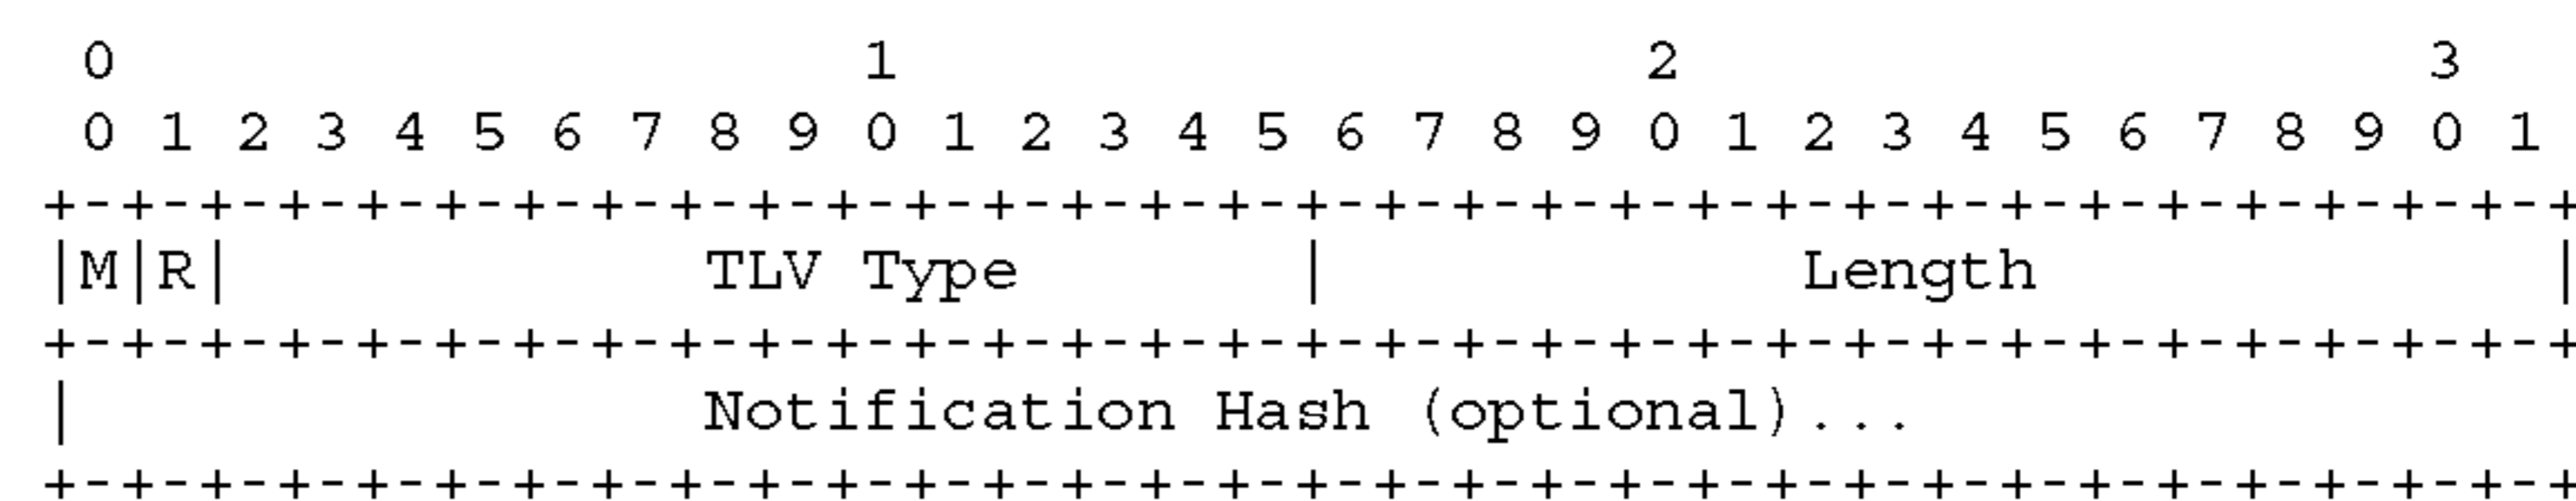 0                   1                   2                   3
 0 1 2 3 4 5 6 7 8 9 0 1 2 3 4 5 6 7 8 9 0 1 2 3 4 5 6 7 8 9 0 1
+-+-+-+-+-+-+-+-+-+-+-+-+-+-+-+-+-+-+-+-+-+-+-+-+-+-+-+-+-+-+-+-+
|M|R|            TLV Type       |            Length             |
+-+-+-+-+-+-+-+-+-+-+-+-+-+-+-+-+-+-+-+-+-+-+-+-+-+-+-+-+-+-+-+-+
|                Notification Hash (optional)...
+-+-+-+-+-+-+-+-+-+-+-+-+-+-+-+-+-+-+-+-+-+-+-+-+-+-+-+-+-+-+-+-+